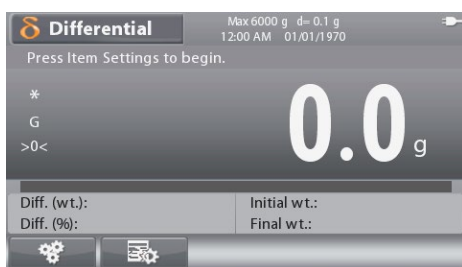 δ Differential
Max 6000 g d= 0.1 g
12:00 AM 01/01/1970
Press Item Settings to begin.
*
G
>0<
0.0 g
Diff. (wt.):
Initial wt.:
Diff. (%):
Final wt.: